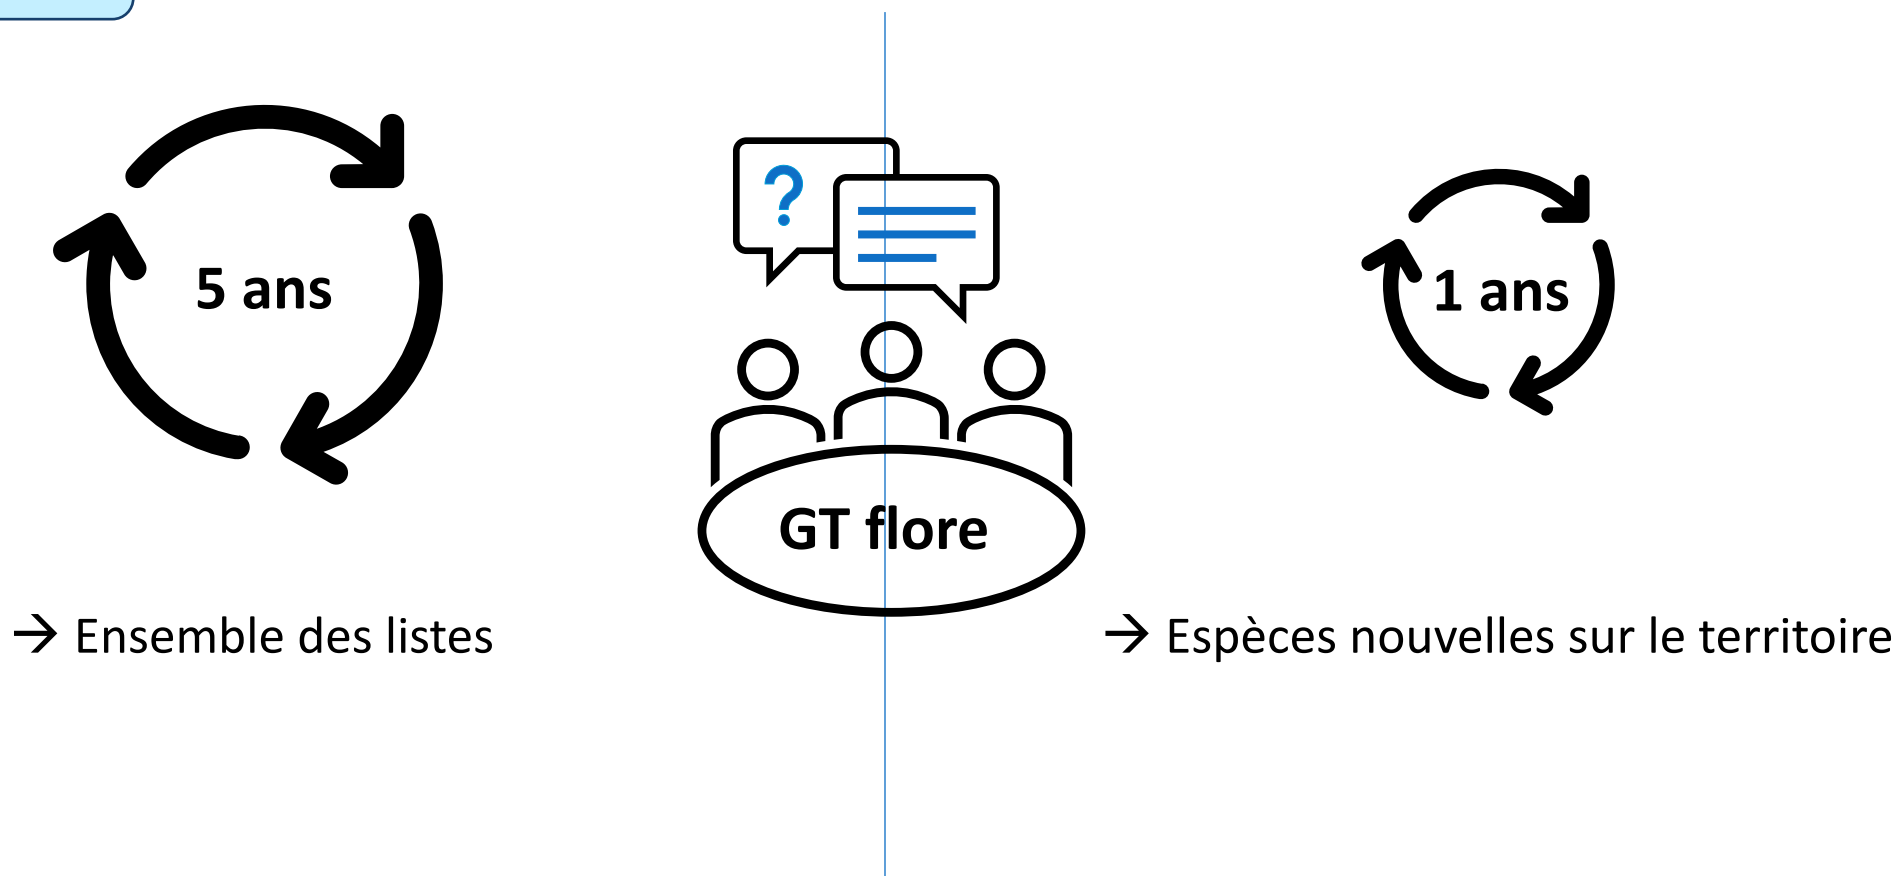 ?
5 ans
1 ans
GT flore
→ Ensemble des listes
→ Espèces nouvelles sur le territoire